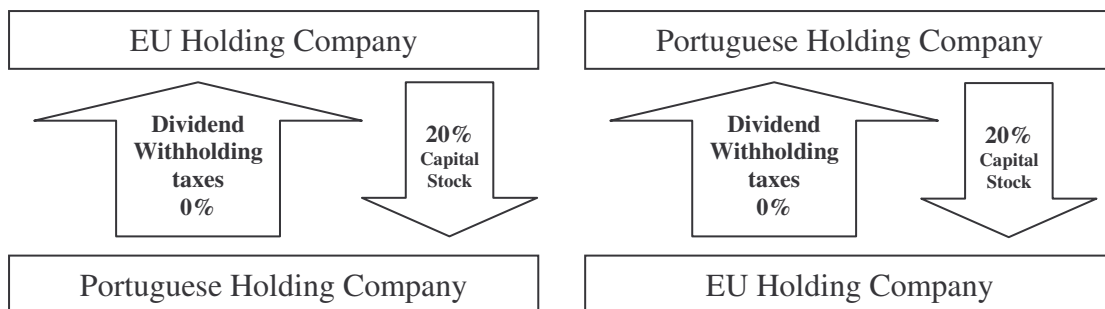 EU Holding Company
Dividend
Withholding
taxes
0%
20%
Capital
Stock
Portuguese Holding Company
Portuguese Holding Company
Dividend
Withholding
taxes
0%
20%
Capital
Stock
EU Holding Company